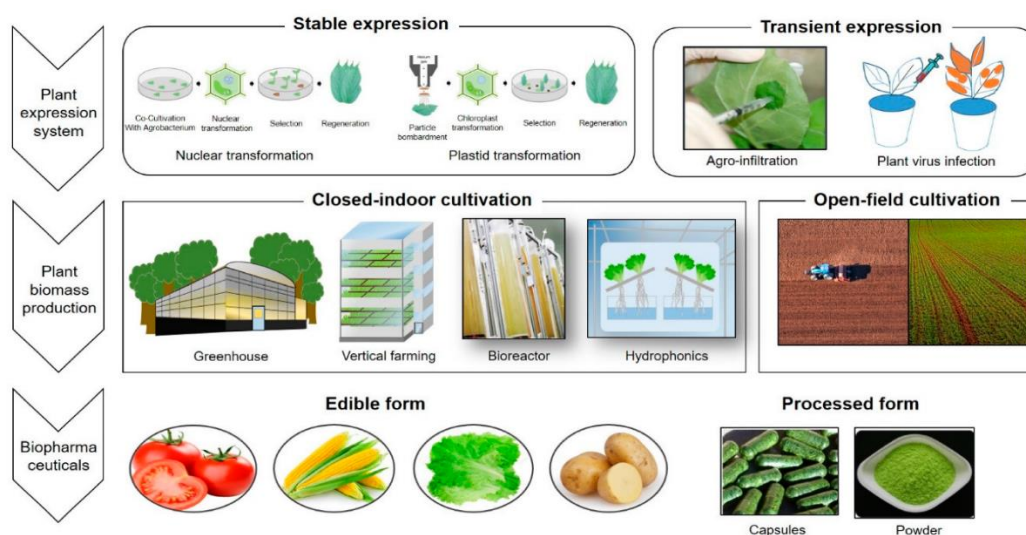 Stable expression
Transient expression
Plant
expression
system
Co-Cultivation
With Agrobacterium
Nuclear
transformation
Selection
Regeneration
Particle
bombardment
Chloroplast
transformation
Selection
Regeneration
Nuclear transformation
Plastid transformation
Agro-infiltration
Plant virus infection
Closed-indoor cultivation
Open-field cultivation
Plant
biomass
production
Greenhouse
Vertical farming
Bioreactor
Hydrophonics
Edible form
Processed form
Biopharma
ceuticals
Capsules
Powder